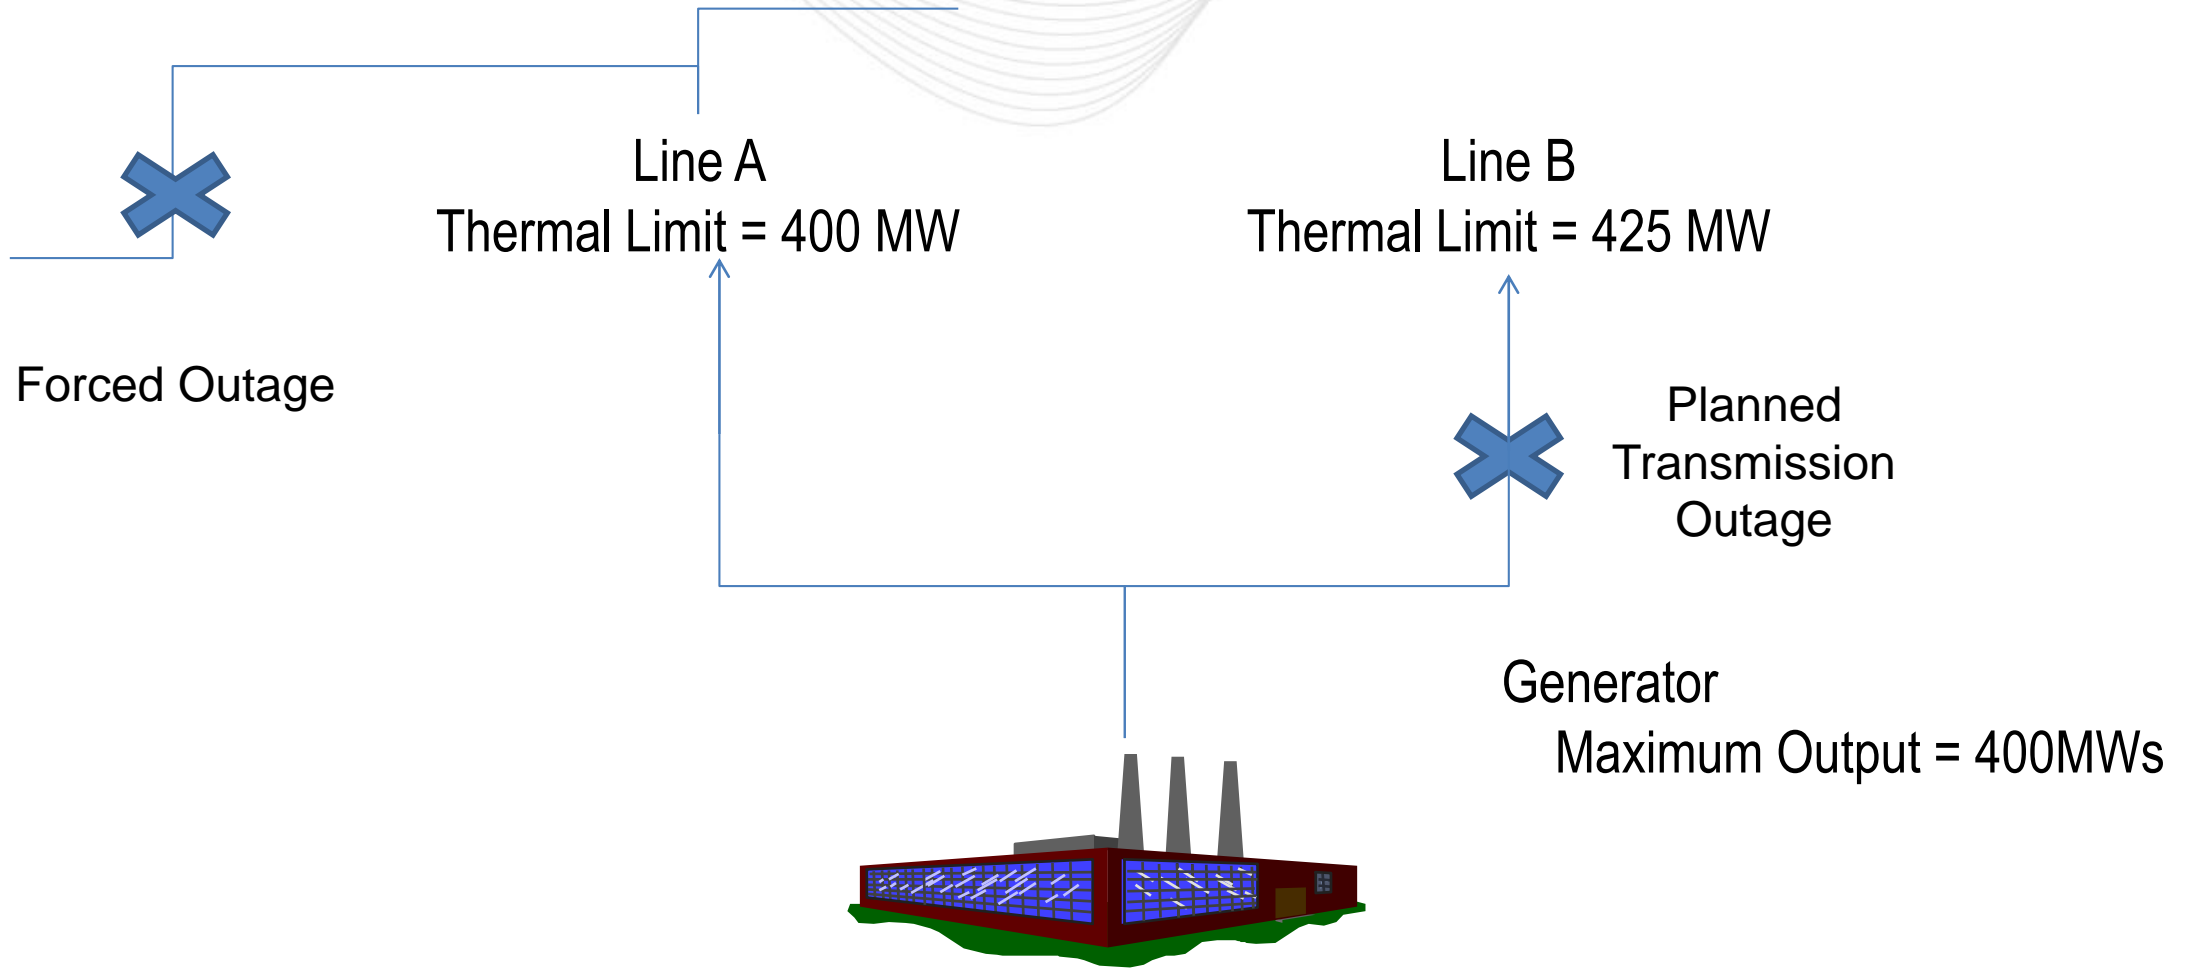 Line A
Thermal Limit = 400 MW
Line B
Thermal Limit = 425 MW
Forced Outage
Planned
Transmission
Outage
Generator
Maximum Output = 400MWs